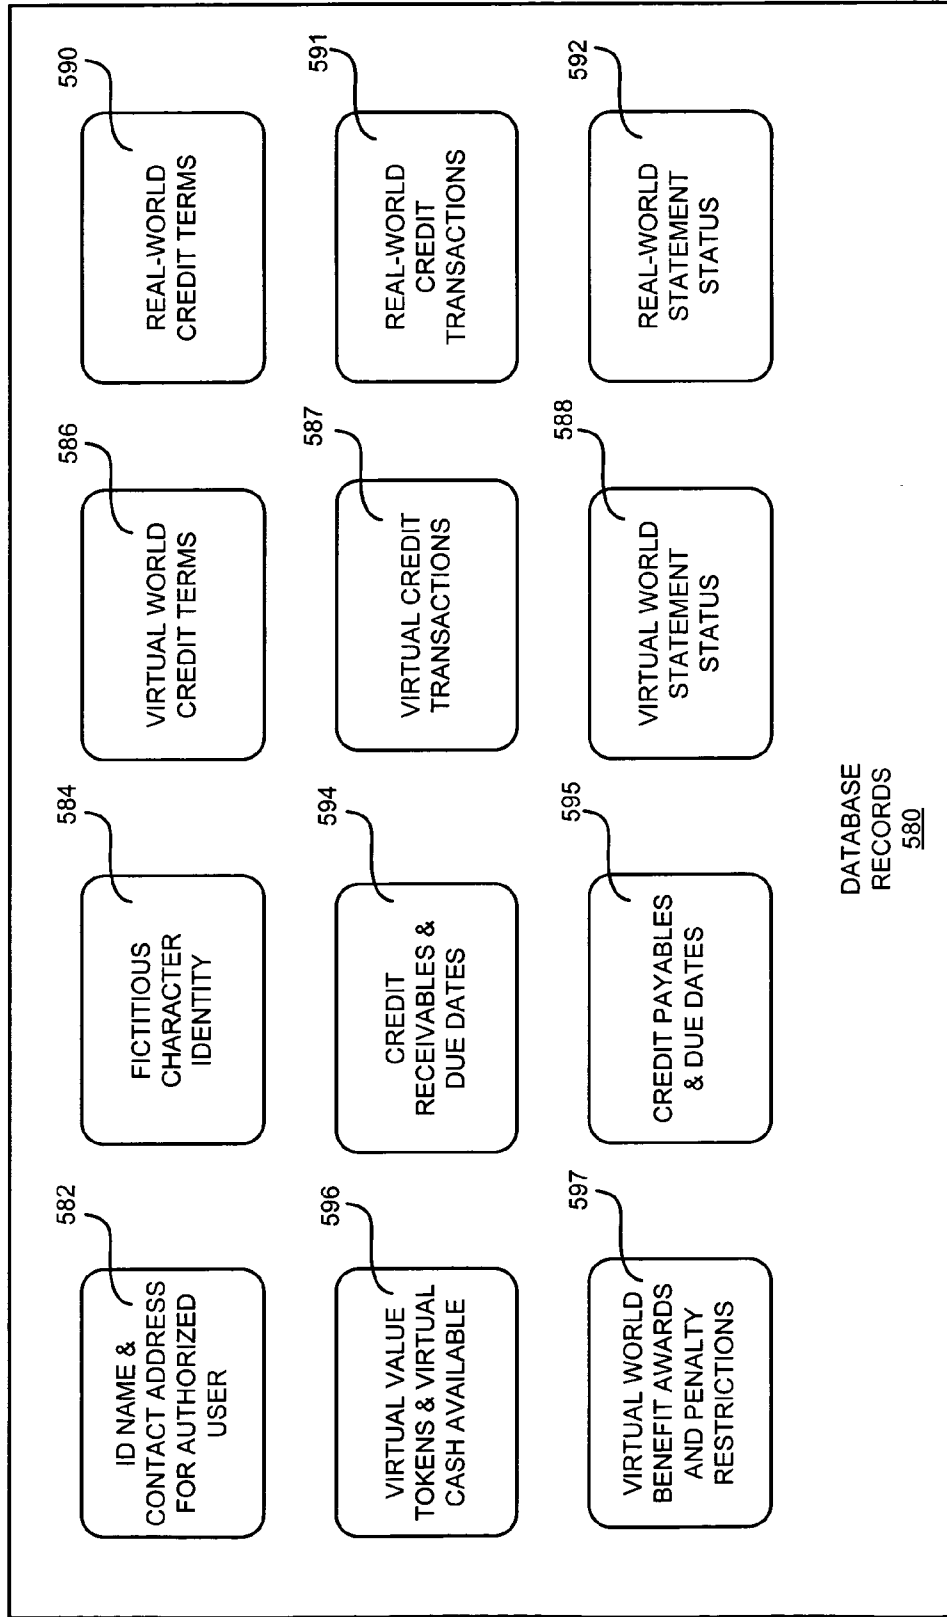 582
ID NAME &
CONTACT ADDRESS
FOR AUTHORIZED
USER
584
FICTITIOUS
CHARACTER
IDENTITY
586
VIRTUAL WORLD
CREDIT TERMS
590
REAL-WORLD
CREDIT TERMS
596
VIRTUAL VALUE
TOKENS & VIRTUAL
CASH AVAILABLE
594
CREDIT
RECEIVABLES &
DUE DATES
587
VIRTUAL CREDIT
TRANSACTIONS
591
REAL-WORLD
CREDIT
TRANSACTIONS
597
VIRTUAL WORLD
BENEFIT AWARDS
AND PENALTY
RESTRICTIONS
595
CREDIT PAYABLES
& DUE DATES
588
VIRTUAL WORLD
STATEMENT
STATUS
592
REAL-WORLD
STATEMENT
STATUS
DATABASE
RECORDS
580